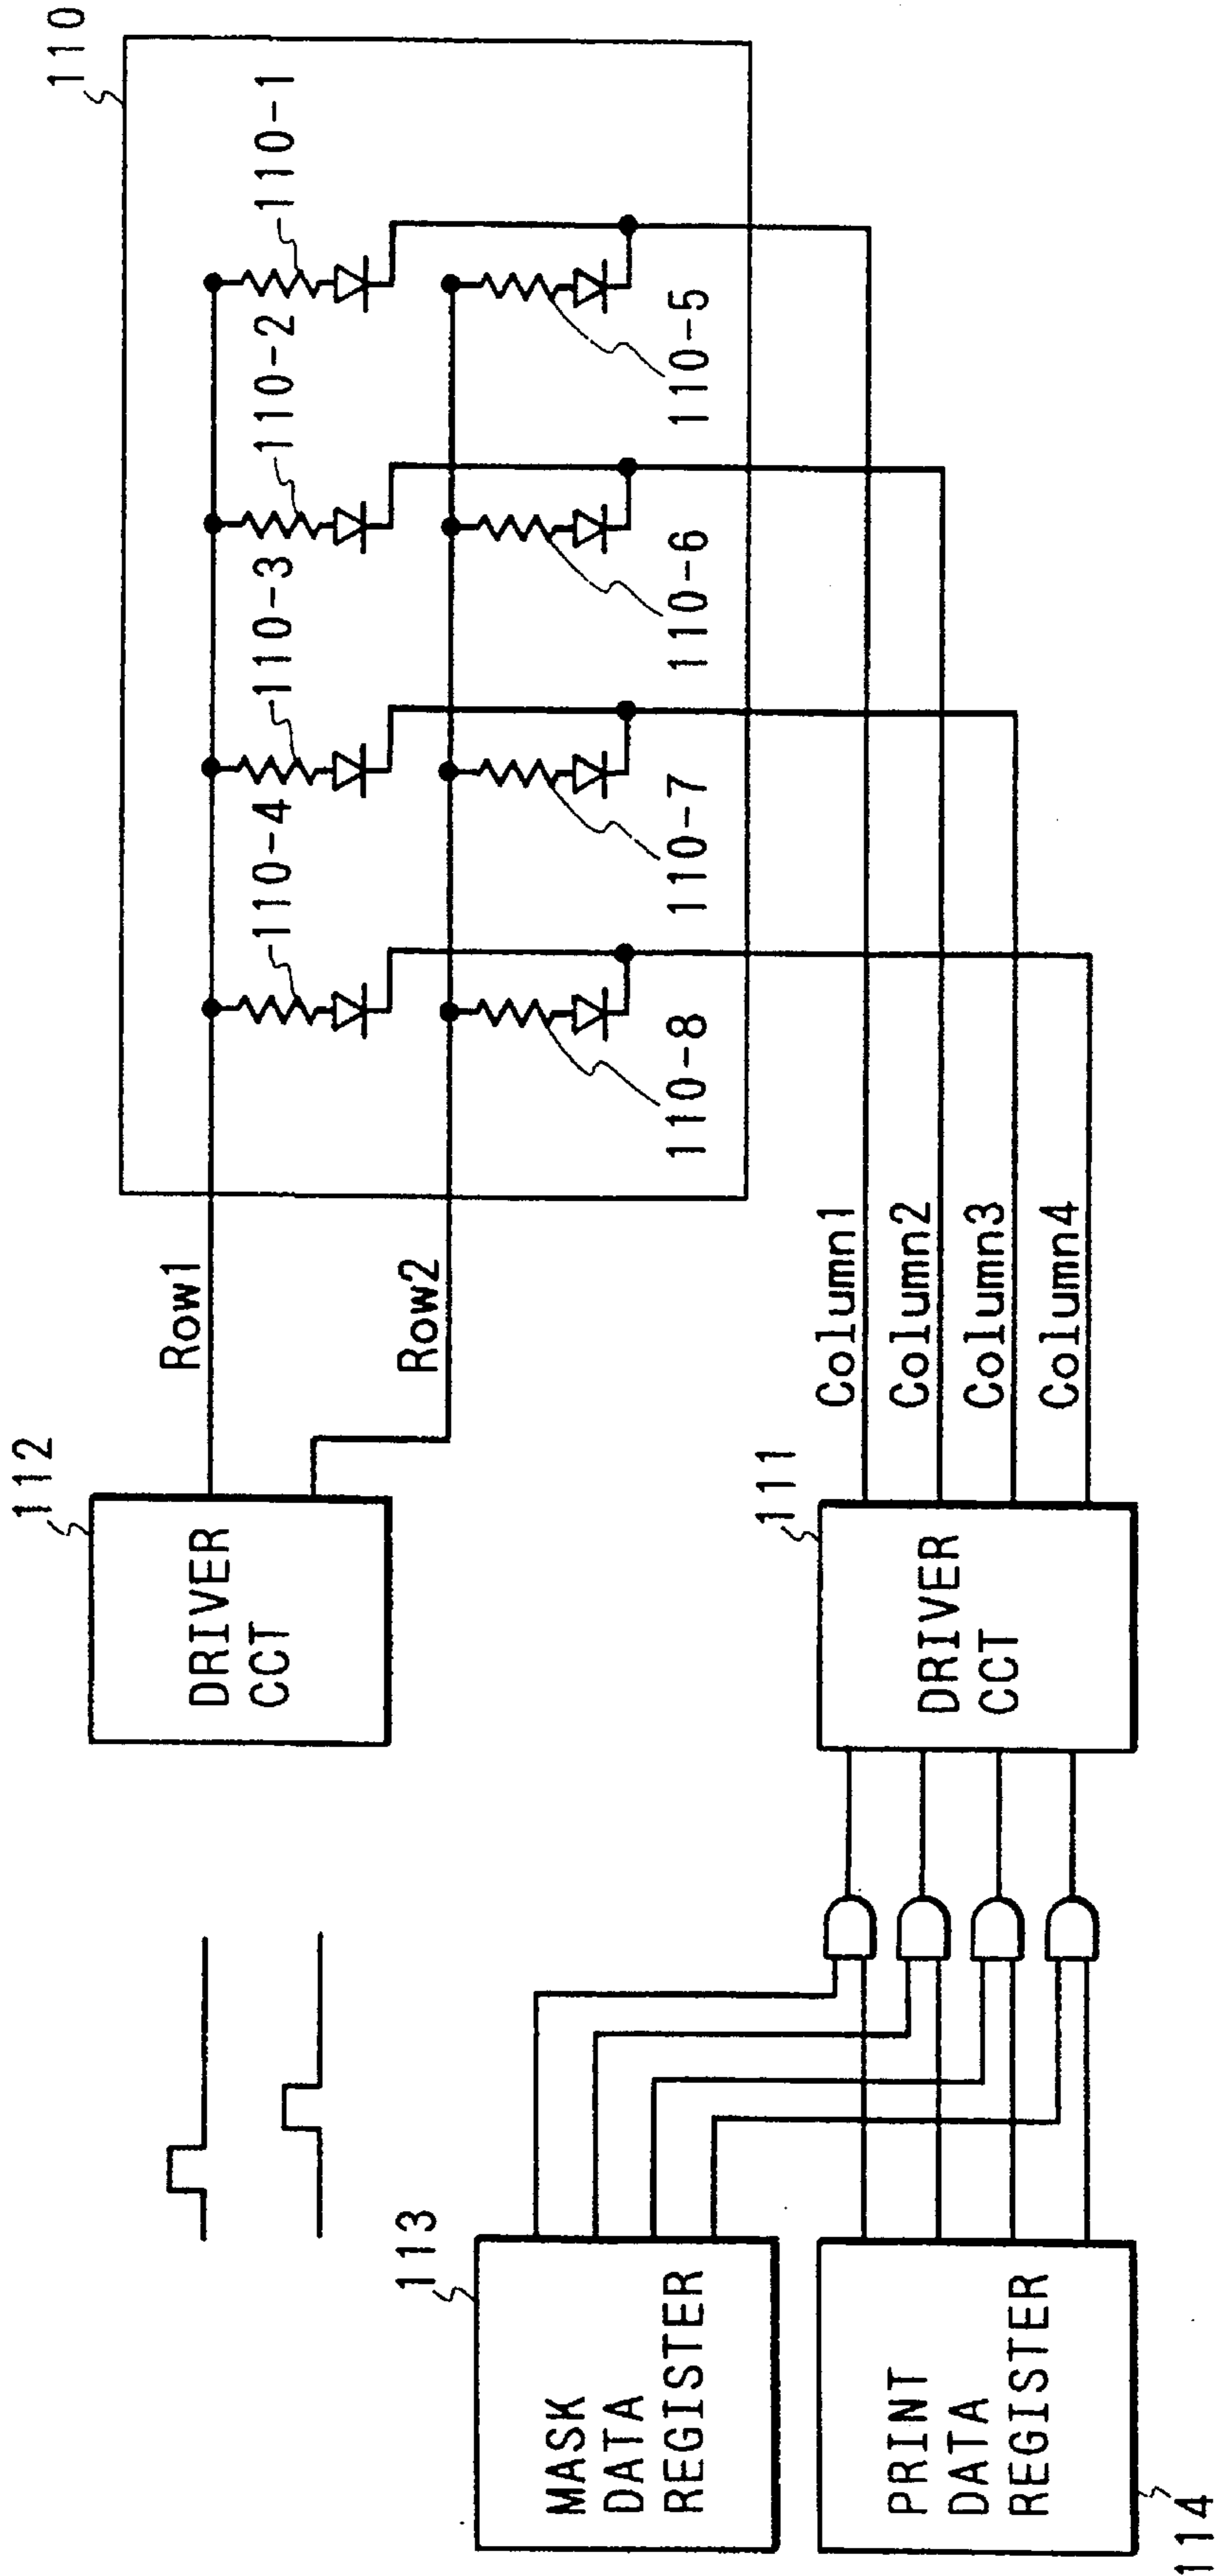 112
DRIVER
CCT
Row1
Row2
110
110-4
110-3
110-2
110-1
110-8
110-7
110-6
110-5
113
MASK
DATA
REGISTER
114
PRINT
DATA
REGISTER
111
DRIVER
CCT
Column1
Column2
Column3
Column4